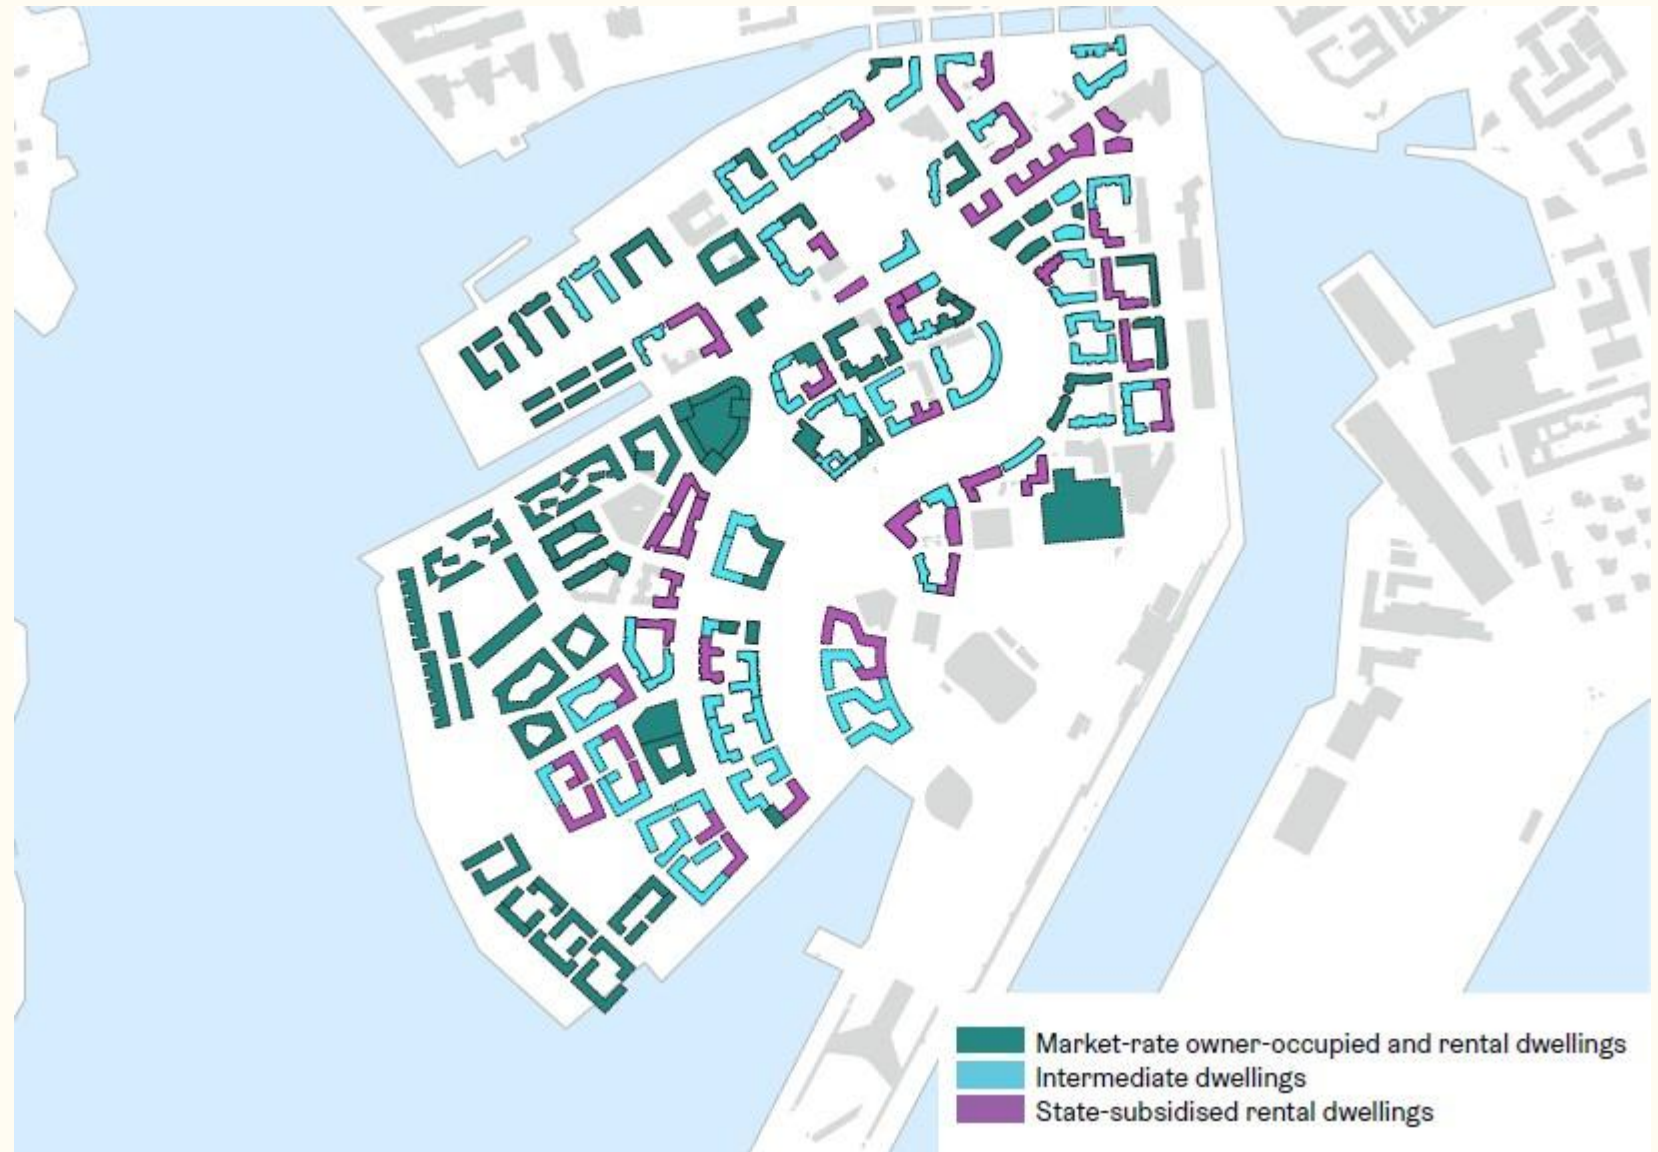 Market-rate owner-occupied and rental dwellings
Intermediate dwellings
State-subsidised rental dwellings